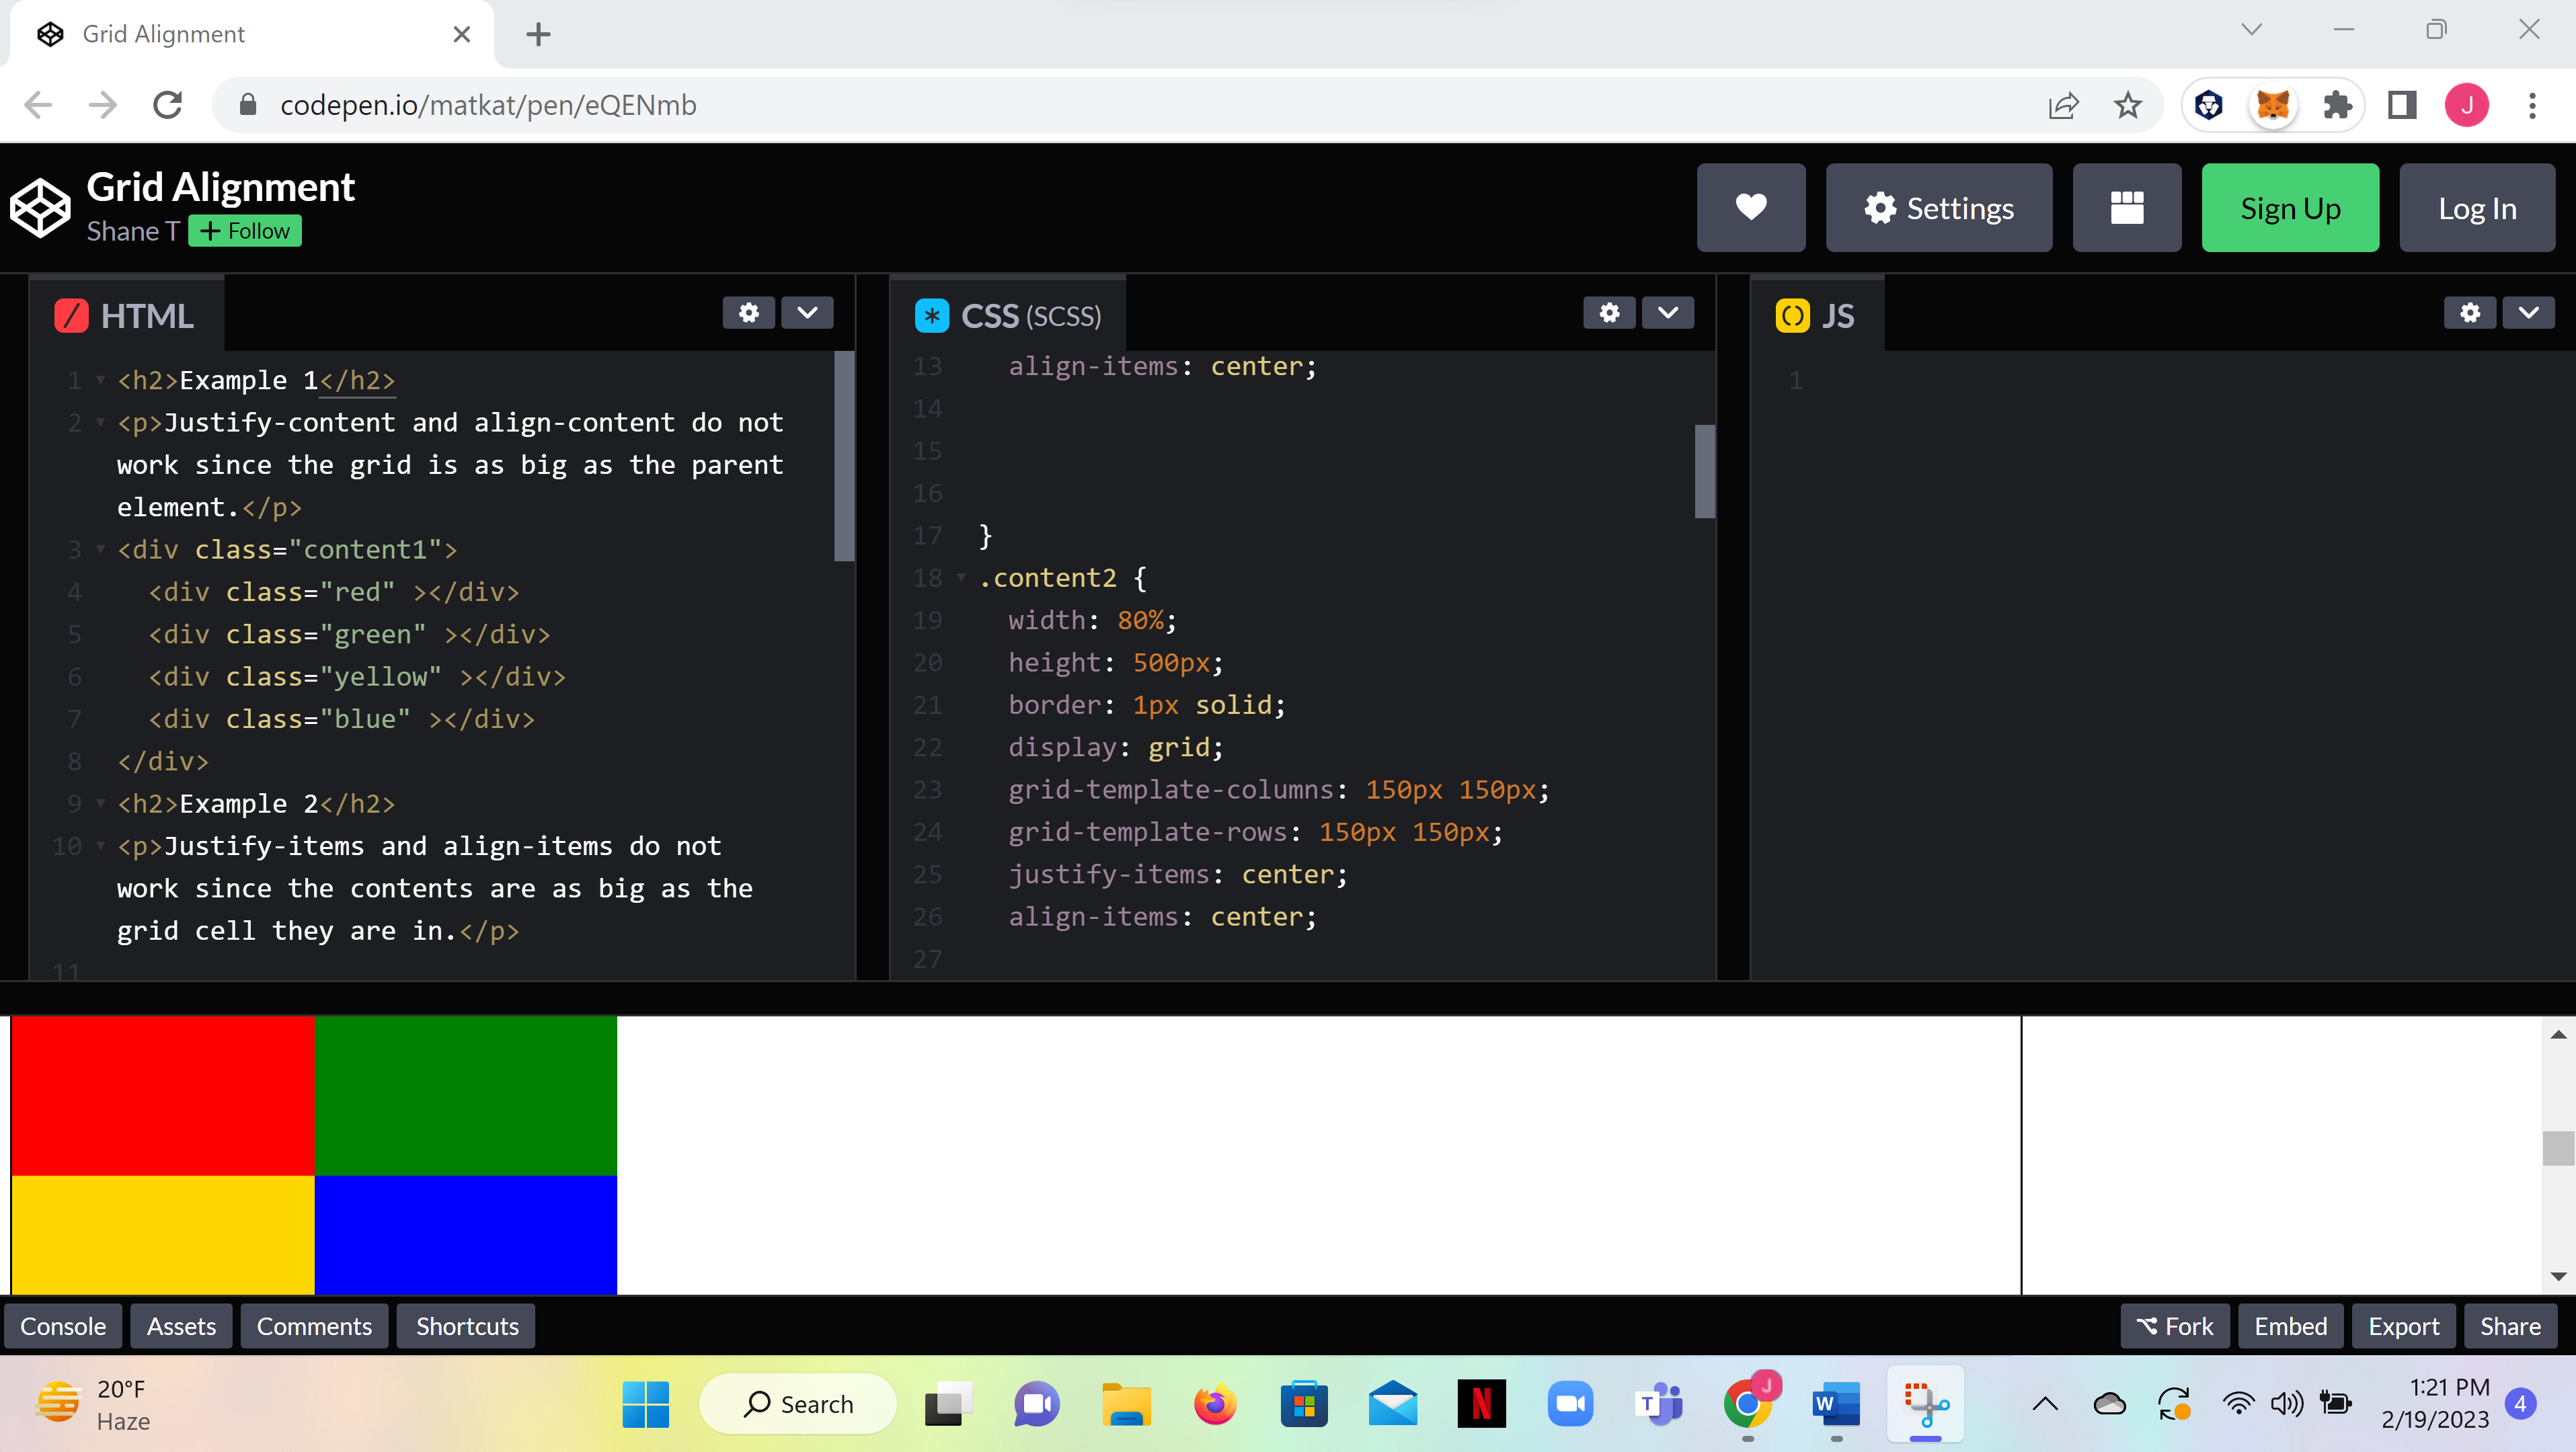 Grid Alignment
codepen.io/matkat/pen/eQENmb
J
Grid Alignment
Shane T + Follow
Settings
Sign Up
Log In
HTML
1 <h2>Example 1</h2>
2 <p>Justify-content and align-content do not
work since the grid is as big as the parent
element.</p>
3 <div class="content1">
4 <div class="red" ></div>
5 <div class="green" ></div>
6 <div class="yellow" ></div>
7 <div class="blue" ></div>
8 </div>
9 <h2>Example 2</h2>
10 <p>Justify-items and align-items do not
work since the contents are as big as the
grid cell they are in.</p>
11
CSS (SCSS)
13 align-items: center;
14
15
16
17 }
18 .content2 {
19 width: 80%;
20 height: 500px;
21 border: 1px solid;
22 display: grid;
23 grid-template-columns: 150px 150px;
24 grid-template-rows: 150px 150px;
25 justify-items: center;
26 align-items: center;
27
JS
1
Console Assets Comments Shortcuts
Fork Embed Export Share
20°F
Haze
Search
N
T
J
W
1:21 PM
2/19/2023
4